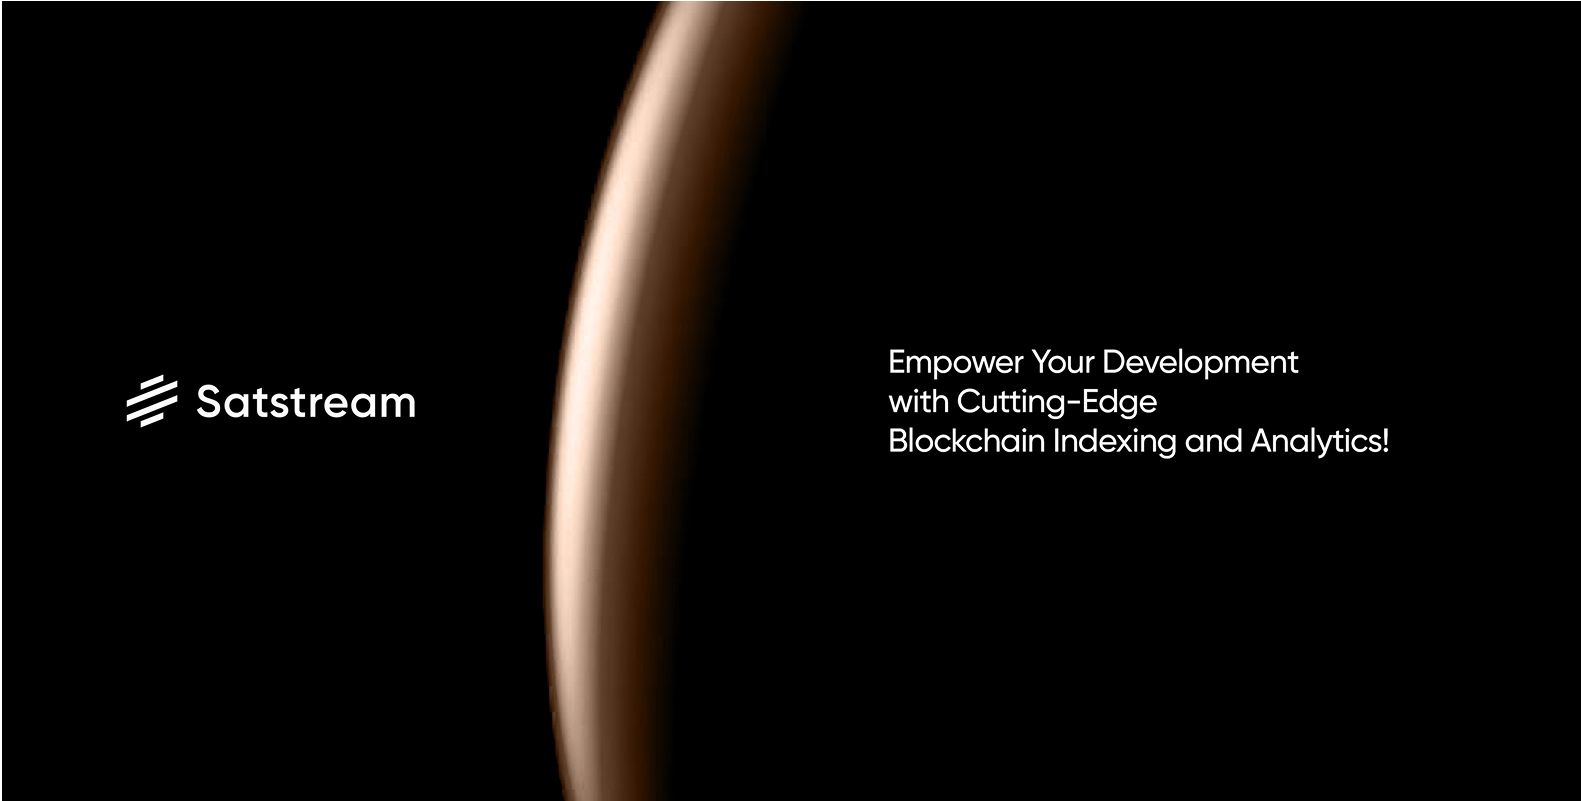 Satstream
Empower Your Development
with Cutting-Edge
Blockchain Indexing and Analytics!